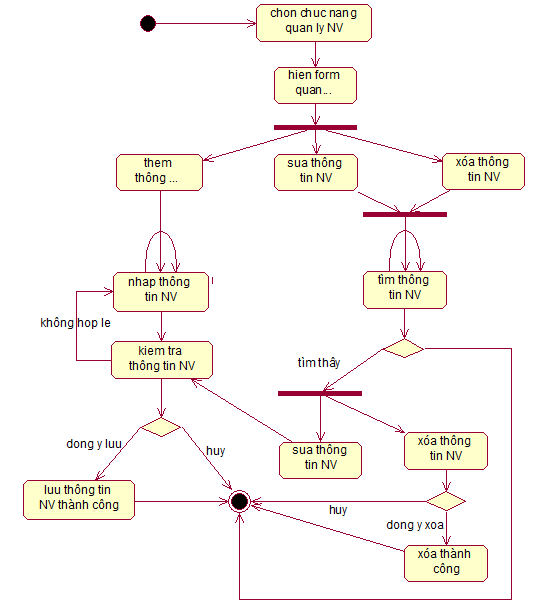 chon chuc nang
quan ly NV
hien form
quan...
them
thông ...
sua thông
tin NV
xóa thông
tin NV
nhap thông
tin NV
tìm thông
tin NV
không hop le
kiem tra
thông tin NV
tìm thây
dong y luu
huy
sua thông
tin NV
xóa thông
tin NV
luu thông tin
NV thành công
huy
dong y xoa
xóa thành
công